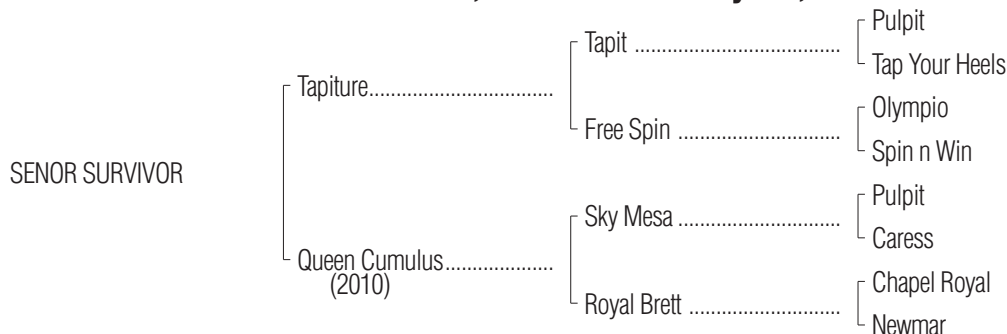 Pulpit
Tapit ........................................
Tap Your Heels
Tapiture...................................
Olympio
Free Spin ................................
Spin n Win
SENOR SURVIVOR
Pulpit
Sky Mesa ................................
Caress
Queen Cumulus.....................
(2010)
Chapel Royal
Royal Brett ..............................
Newmar